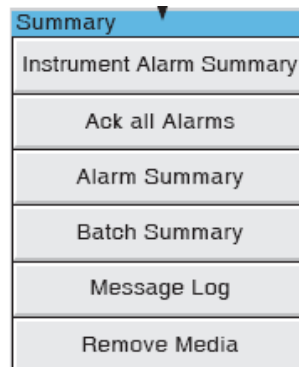 Summary
Instrument Alarm Summary
Ack all Alarms
Alarm Summary
Batch Summary
Message Log
Remove Media